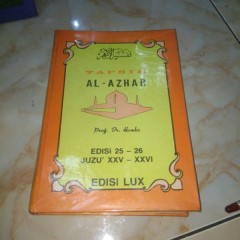 TAFSIR
AL-AZHAR
Prof. Dr. Hamka
EDISI 25 - 26
JUZU' XXV - XXVI
EDISI LUX